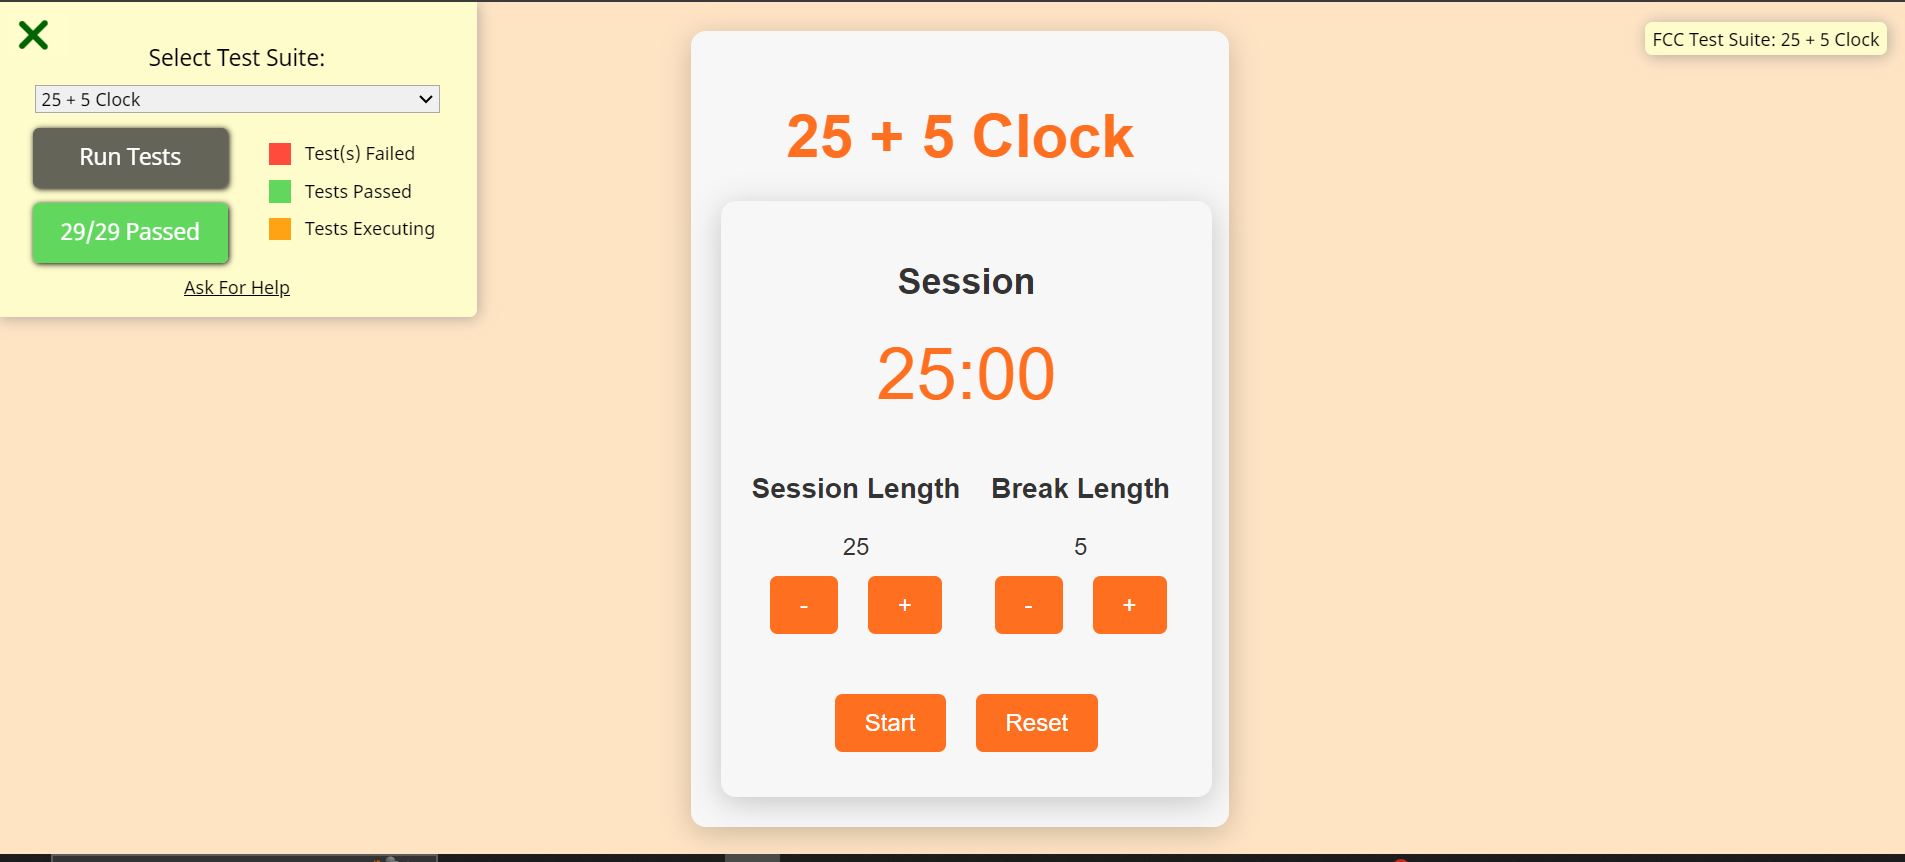 Select Test Suite:
25 + 5 Clock
Run Tests
29/29 Passed
Test(s) Failed
Tests Passed
Tests Executing
Ask For Help
25 + 5 Clock
Session
25:00
Session Length
25
- +
Break Length
5
- +
Start Reset
FCC Test Suite: 25 + 5 Clock